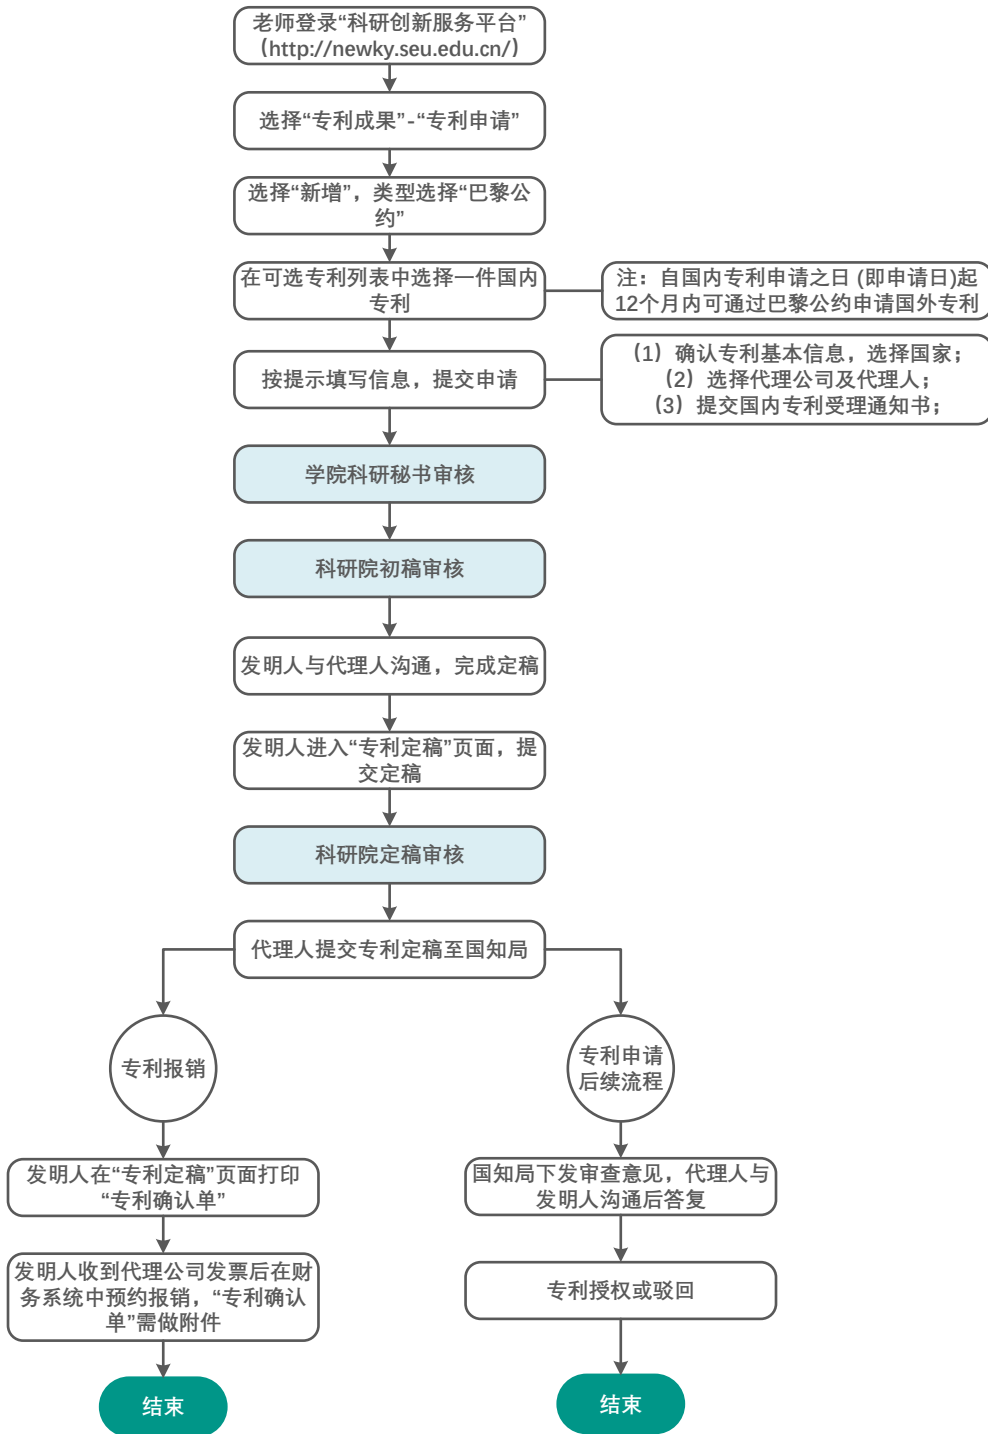 老师登录“科研创新服务平台”
(http://newky.seu.edu.cn/)
选择“专利成果”-“专利申请”
选择“新增”，类型选择“巴黎公
约”
在可选专利列表中选择一件国内
专利
注：自国内专利申请之日 (即申请日)起
12个月内可通过巴黎公约申请国外专利
按提示填写信息，提交申请
（1）确认专利基本信息，选择国家；
（2）选择代理公司及代理人；
（3）提交国内专利受理通知书；
学院科研秘书审核
科研院初稿审核
发明人与代理人沟通，完成定稿
发明人进入“专利定稿”页面，提
交定稿
科研院定稿审核
代理人提交专利定稿至国知局
专利报销
发明人在“专利定稿”页面打印
“专利确认单”
发明人收到代理公司发票后在财
务系统中预约报销，“专利确认
单”需做附件
结束
专利申请
后续流程
国知局下发审查意见，代理人与
发明人沟通后答复
专利授权或驳回
结束